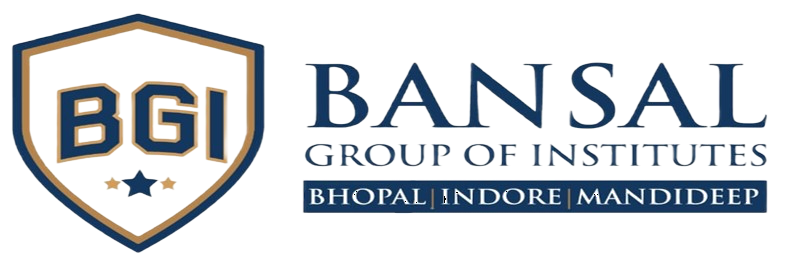 BGI
BANSAL
GROUP OF INSTITUTES
BHOPAL|INDORE|MANDIDEEP